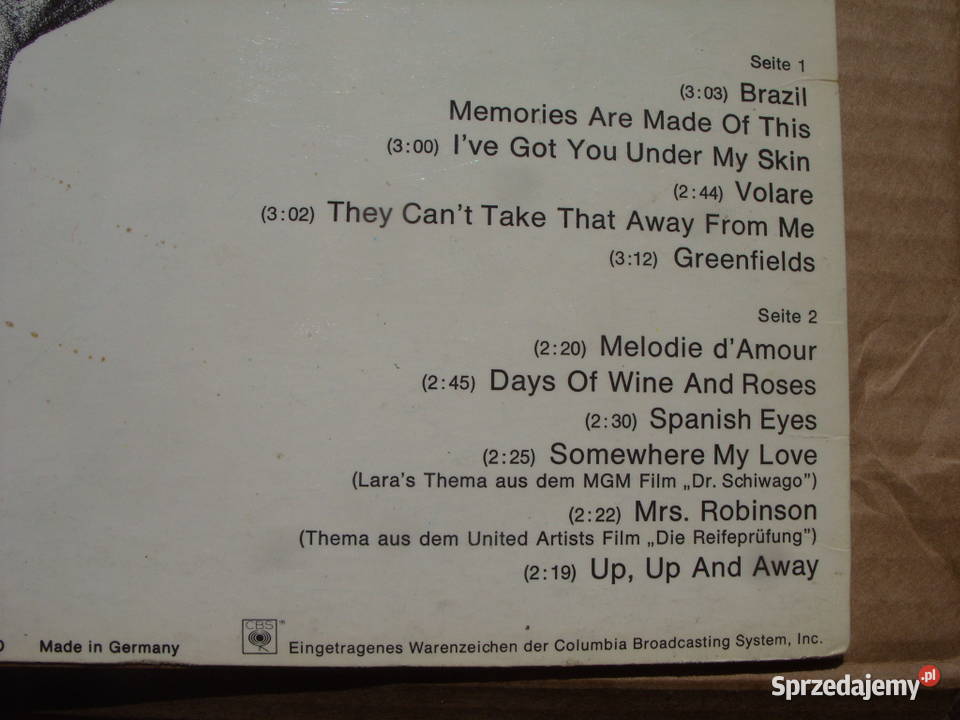 Seite 1
(3:03) Brazil
Memories Are Made Of This
(3:00) I've Got You Under My Skin
(2:44) Volare
(3:02) They Can't Take That Away From Me
(3:12) Greenfields
Seite 2
(2:20) Melodie d'Amour
(2:45) Days Of Wine And Roses
(2:30) Spanish Eyes
(2:25) Somewhere My Love
(Lara's Thema aus dem MGM Film „Dr. Schiwago")
(2:22) Mrs. Robinson
(Thema aus dem United Artists Film „Die Reifeprüfung")
(2:19) Up, Up And Away
Made in Germany
CBS
Eingetragenes Warenzeichen der Columbia Broadcasting System, Inc.
Sprzedajemy.pl